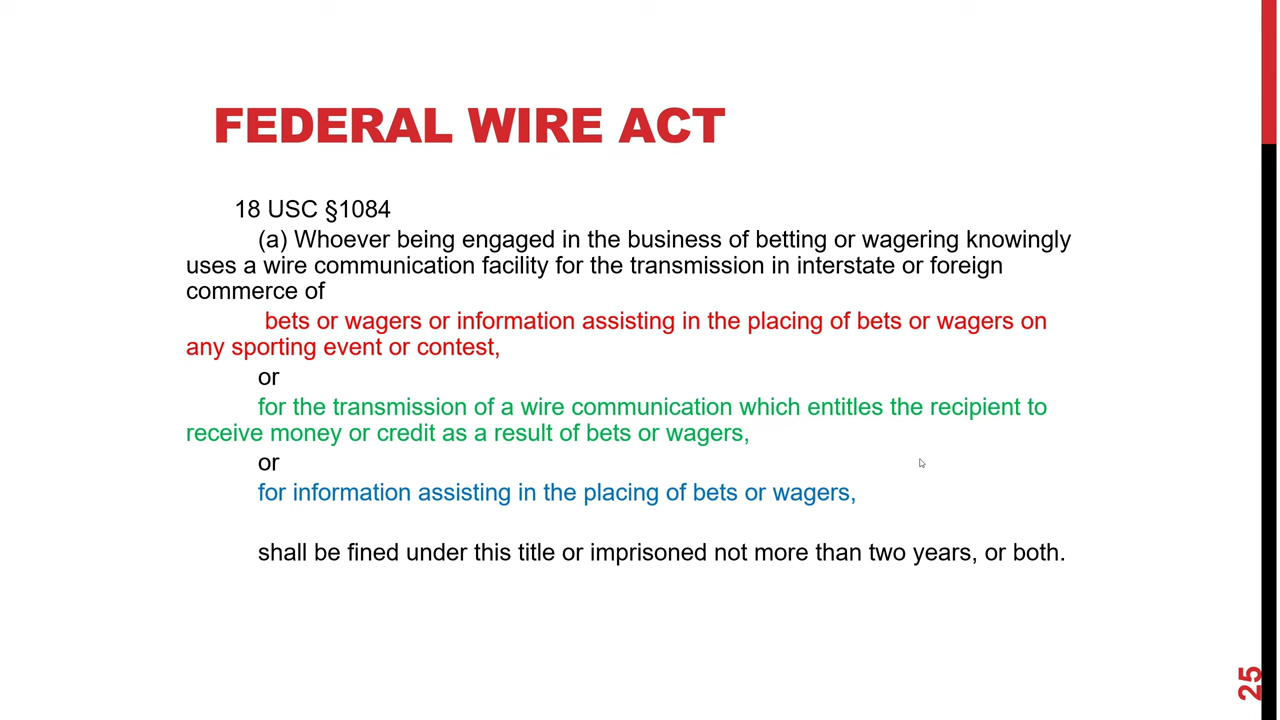 FEDERAL WIRE ACT
18 USC §1084
(a) Whoever being engaged in the business of betting or wagering knowingly
uses a wire communication facility for the transmission in interstate or foreign
commerce of
bets or wagers or information assisting in the placing of bets or wagers on
any sporting event or contest,
or
for the transmission of a wire communication which entitles the recipient to
receive money or credit as a result of bets or wagers,
or
for information assisting in the placing of bets or wagers,
shall be fined under this title or imprisoned not more than two years, or both.
25